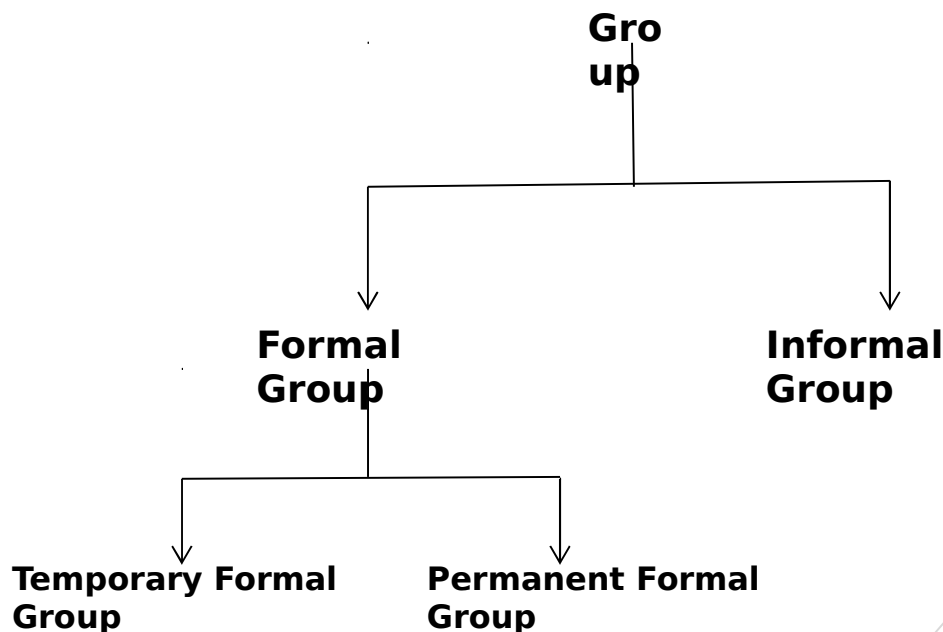 Gro
up
Formal
Group
Informal
Group
Temporary Formal
Group
Permanent Formal
Group